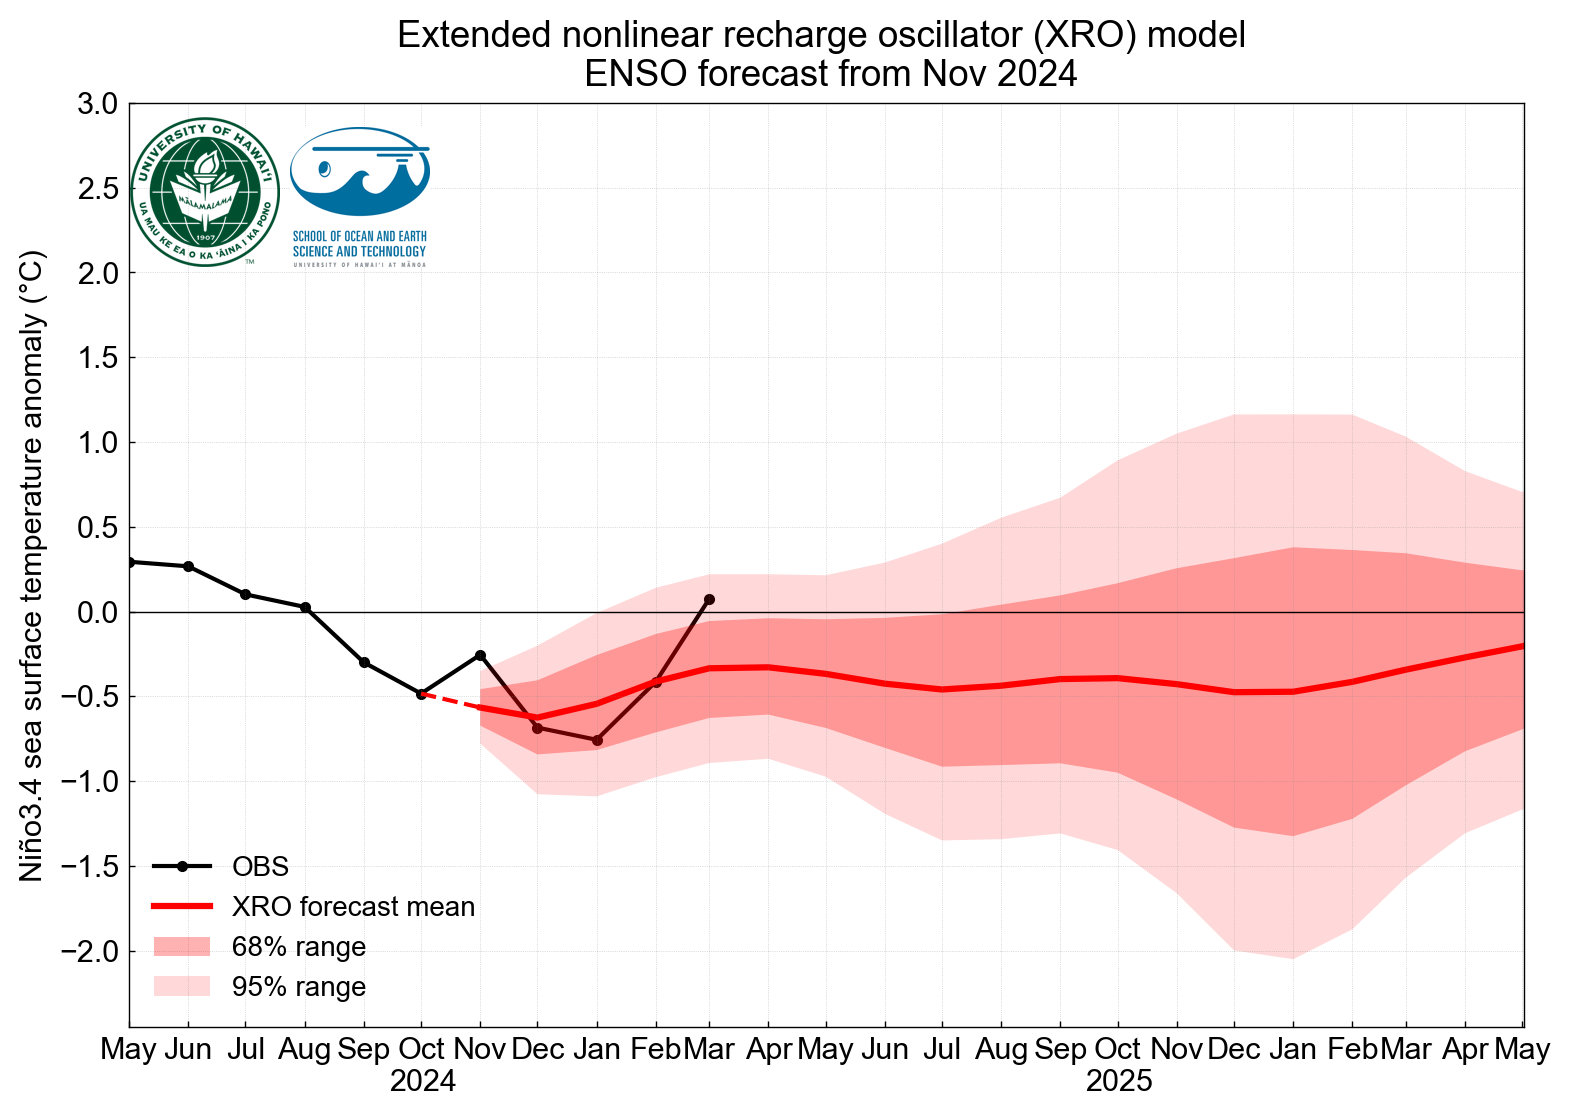 Extended nonlinear recharge oscillator (XRO) model
ENSO forecast from Nov 2024
UNIVERSITY OF HAWAI‘I
UA MAU KE EA O KA ‘ĀINA I KA PONO
MĀLAMALAMA
1907
TM
SCHOOL OF OCEAN AND EARTH
SCIENCE AND TECHNOLOGY
UNIVERSITY OF HAWAI‘I AT MĀNOA
Niño3.4 sea surface temperature anomaly (°C)
3.0
2.5
2.0
1.5
1.0
0.5
0.0
−0.5
−1.0
−1.5
−2.0
OBS
XRO forecast mean
68% range
95% range
May Jun Jul Aug Sep Oct Nov Dec Jan Feb Mar Apr May Jun Jul Aug Sep Oct Nov Dec Jan Feb Mar Apr May
2024 2025